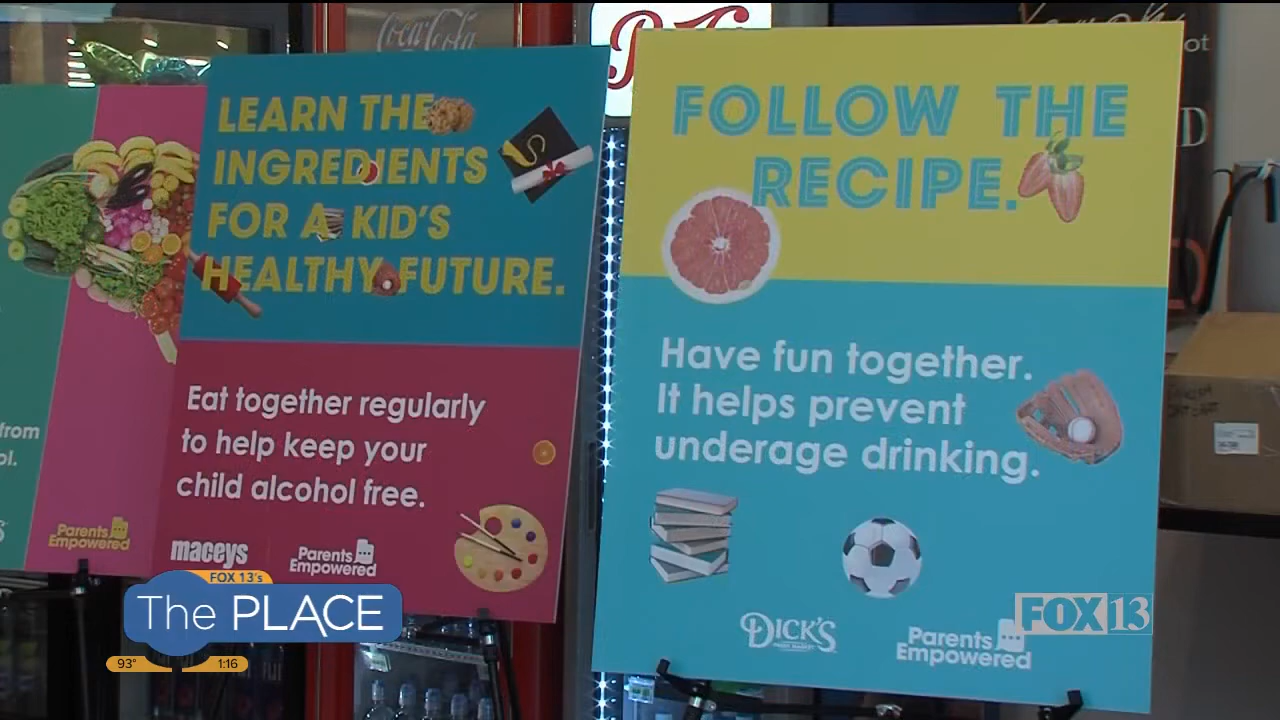 Coca-Cola
LEARN THE
INGREDIENTS
FOR A KID'S
HEALTHY FUTURE.
Eat together regularly
to help keep your
child alcohol free.
maceys
Parents
Empowered
FOLLOW THE
RECIPE.
Have fun together.
It helps prevent
underage drinking.
DICK'S
Parents
Empowered
from
Parents
Empowered
FOX 13's
The PLACE
93°
1:16
FOX 13